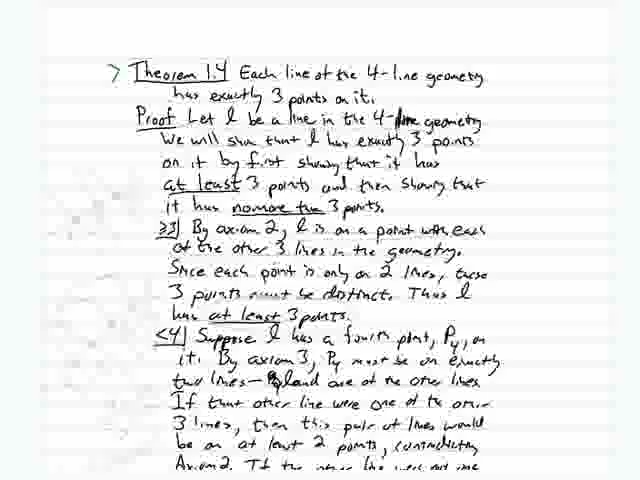 > Theorem 1.4 Each line of the 4-line geometry
has exactly 3 points on it.
Proof Let l be a line in the 4-line geometry
We will show that l has exactly 3 points
on it by first showing that it has
at least 3 points and then showing that
it has no more than 3 points.
≥3| By axiom 2, l is on a point with each
of the other 3 lines in the geometry.
Since each point is only on 2 lines, these
3 points must be distinct. Thus l
has at least 3 points.
<4| Suppose l has a fourth point, P4, on
it. By axiom 3, P4 must be on exactly
two lines – l and one of the other lines
If that other line were one of the other
3 lines, then this pair of lines would
be on at least 2 points, contradicting
Axiom 2. If the